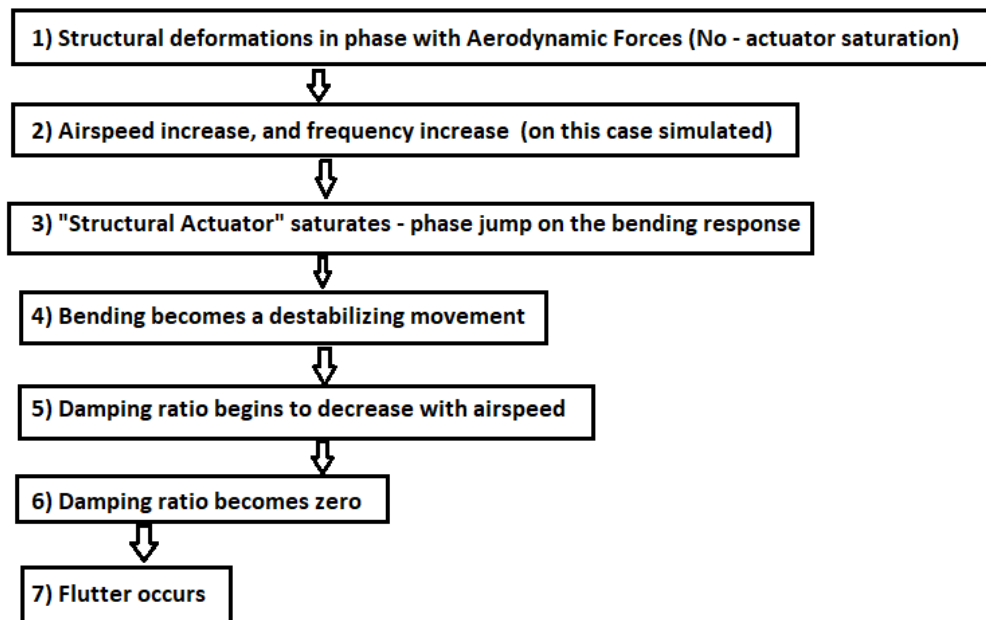 1) Structural deformations in phase with Aerodynamic Forces (No - actuator saturation)
2) Airspeed increase, and frequency increase (on this case simulated)
3) "Structural Actuator" saturates - phase jump on the bending response
4) Bending becomes a destabilizing movement
5) Damping ratio begins to decrease with airspeed
6) Damping ratio becomes zero
7) Flutter occurs